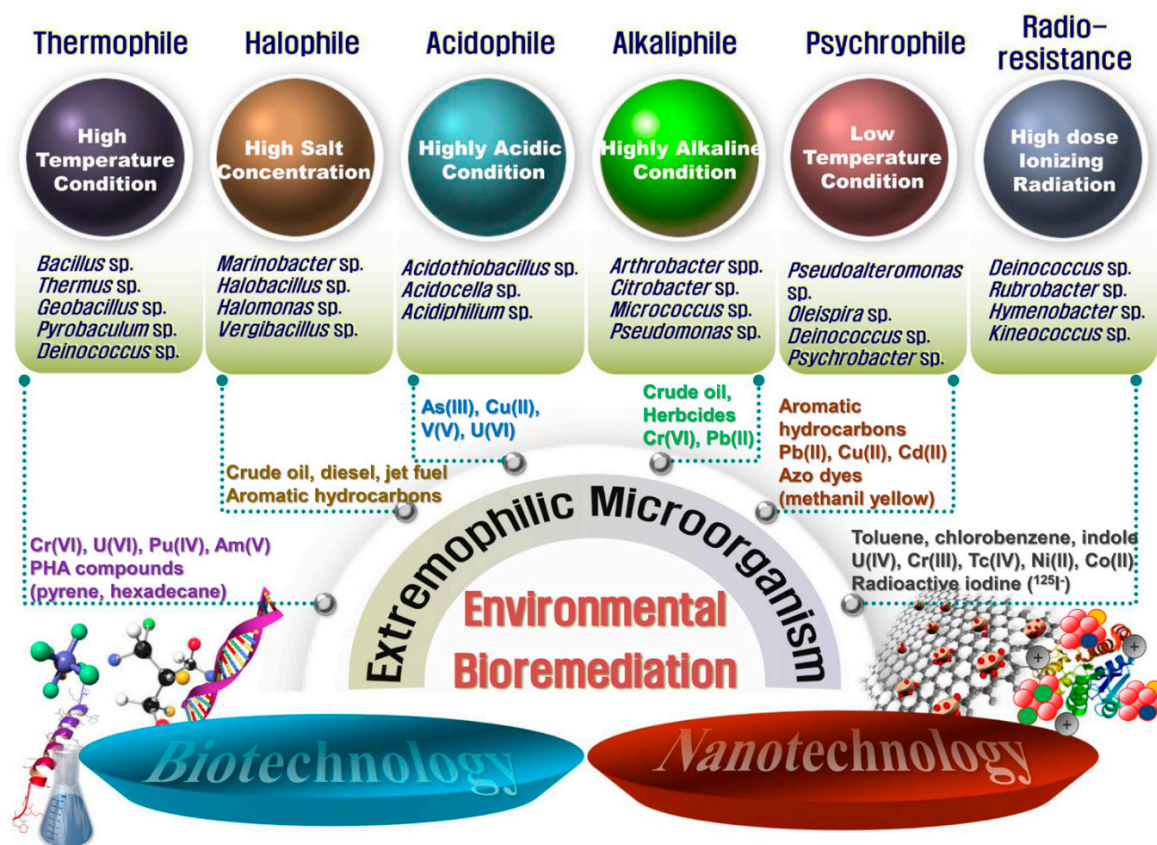 Thermophile
Halophile
Acidophile
Alkaliphile
Psychrophile
Radio-
resistance
High
Temperature
Condition
High Salt
Concentration
Highly Acidic
Condition
Highly Alkaline
Condition
Low
Temperature
Condition
High dose
Ionizing
Radiation
Bacillus sp.
Thermus sp.
Geobacillus sp.
Pyrobaculum sp.
Deinococcus sp.
Marinobacter sp.
Halobacillus sp.
Halomonas sp.
Vergibacillus sp.
Acidothiobacillus sp.
Acidocella sp.
Acidiphilium sp.
Arthrobacter spp.
Citrobacter sp.
Micrococcus sp.
Pseudomonas sp.
Pseudoalteromonas
sp.
Oleispira sp.
Deinococcus sp.
Psychrobacter sp.
Deinococcus sp.
Rubrobacter sp.
Hymenobacter sp.
Kineococcus sp.
Cr(VI), U(VI), Pu(IV), Am(V)
PHA compounds
(pyrene, hexadecane)
Crude oil, diesel, jet fuel
Aromatic hydrocarbons
As(III), Cu(II),
V(V), U(VI)
Crude oil,
Herbcides
Cr(VI), Pb(II)
Aromatic
hydrocarbons
Pb(II), Cu(II), Cd(II)
Azo dyes
(methanil yellow)
Toluene, chlorobenzene, indole
U(IV), Cr(III), Tc(IV), Ni(II), Co(II)
Radioactive iodine (¹²⁵I-)
Extremophilic Microorganism
Environmental
Bioremediation
Biotechnology
Nanotechnology
+
+
+
+